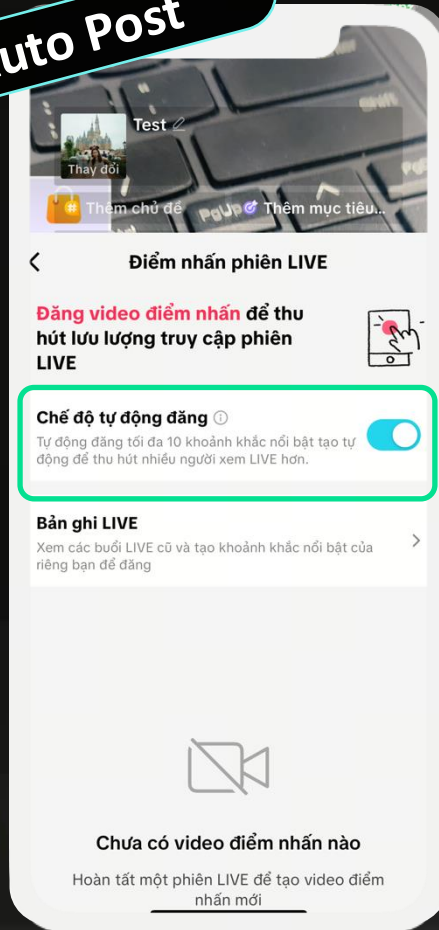 uto Post
Test
Thay đổi
Thêm chủ đề
Thêm mục tiêu...
PgUp
Điểm nhấn phiên LIVE
Đăng video điểm nhấn để thu
hút lưu lượng truy cập phiên
LIVE
Chế độ tự động đăng
Tự động đăng tối đa 10 khoảnh khắc nổi bật tạo tự
động để thu hút nhiều người xem LIVE hơn.
Bản ghi LIVE
Xem các buổi LIVE cũ và tạo khoảnh khắc nổi bật của
riêng bạn để đăng
Chưa có video điểm nhấn nào
Hoàn tất một phiên LIVE để tạo video điểm
nhấn mới